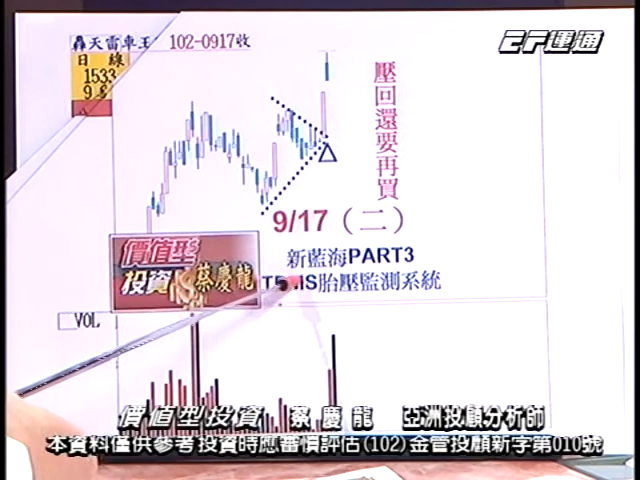 轟天雷車王 102-0917收
日 線
1533
ET運通
壓回還要再買
9/17（二）
新藍海PART3
胎壓監測系統
價值型
投資
蔡慶龍
VOL
價值型投資 蔡慶龍 亞洲投顧分析師
本資料僅供參考投資時應審慎評估(102)金管投顧新字第010號